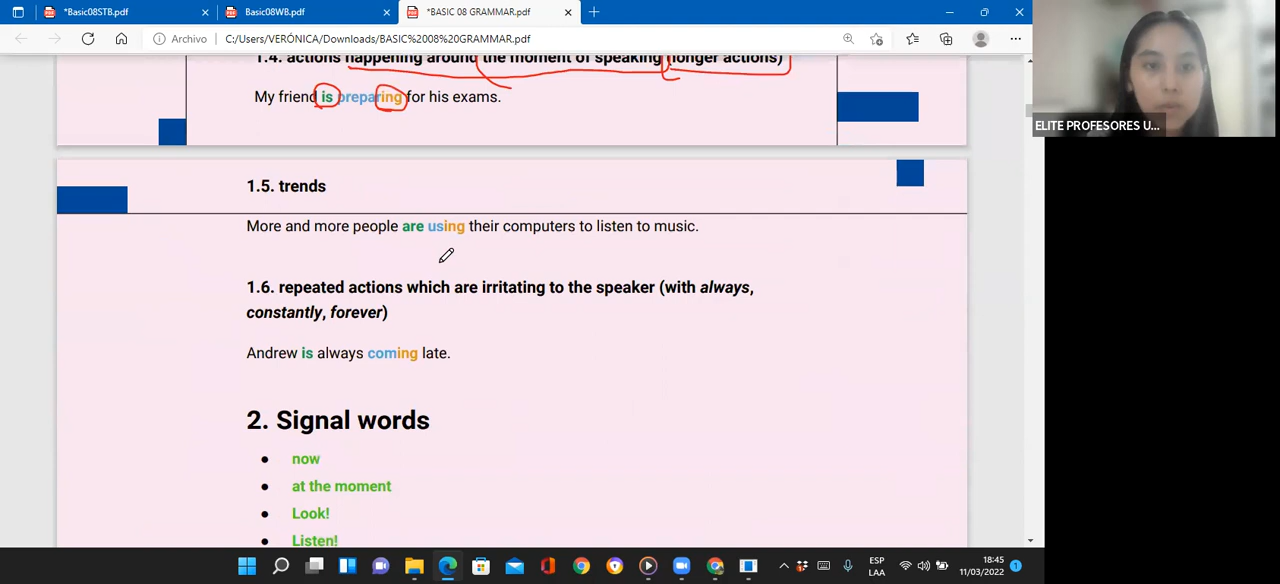 *Basic08STB.pdf
Basic08WB.pdf
*BASIC 08 GRAMMAR.pdf
Archivo
C:/Users/VERÓNICA/Downloads/BASIC%2008%20GRAMMAR.pdf
1.4. actions happening around the moment of speaking (longer actions)
My friend is preparing for his exams.
1.5. trends
More and more people are using their computers to listen to music.
1.6. repeated actions which are irritating to the speaker (with always,
constantly, forever)
Andrew is always coming late.
2. Signal words
now
at the moment
Look!
Listen!
ELITE PROFESORES U...
ESP
LAA
18:45
11/03/2022
1